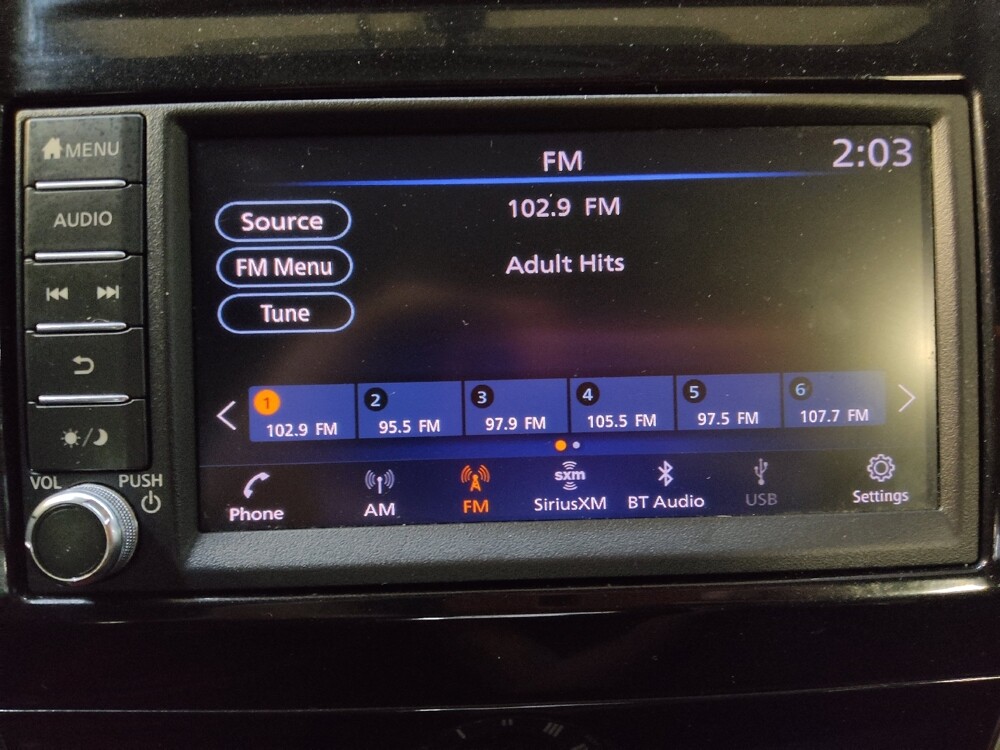 MENU
AUDIO
VOL
PUSH
FM
2:03
Source
102.9 FM
FM Menu
Adult Hits
Tune
1
102.9 FM
2
95.5 FM
3
97.9 FM
4
105.5 FM
5
97.5 FM
6
107.7 FM
Phone
AM
FM
sxm
SiriusXM
BT Audio
USB
Settings